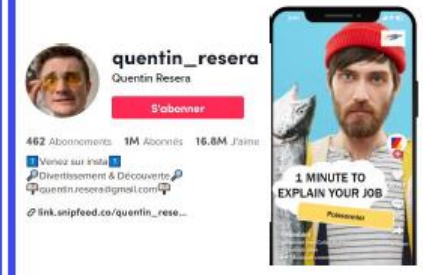 quentin_resera
Quentin Resera
S'abonner
462 Abonnements 1M Abonnés 16.8M J'aime
Venez sur insta
Divertissement & Découverte
quentin.resera@gmail.com
link.snipfeed.co/quentin_rese...
1 MINUTE TO
EXPLAIN YOUR JOB
Poissonnier